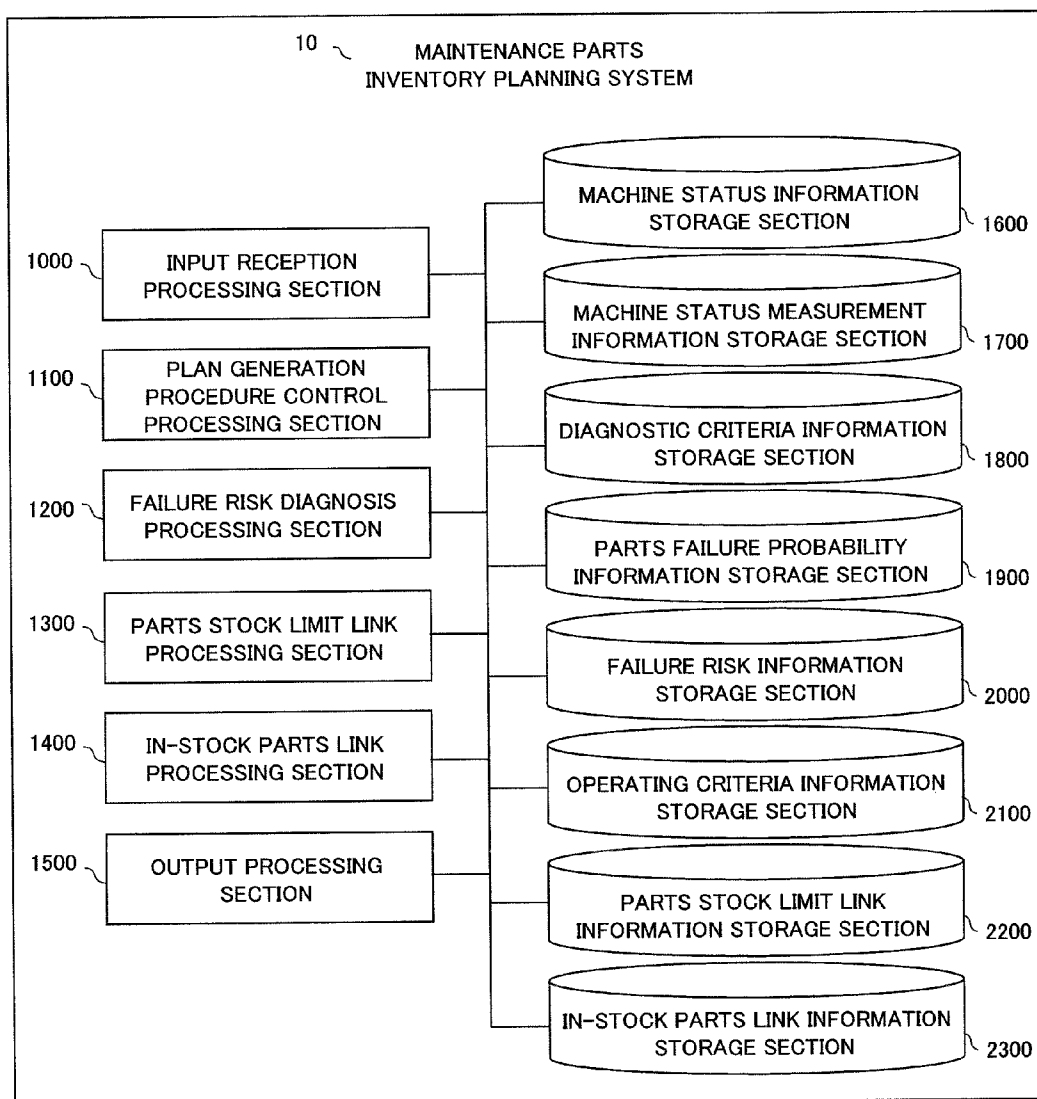 10
MAINTENANCE PARTS
INVENTORY PLANNING SYSTEM
1000
INPUT RECEPTION
PROCESSING SECTION
1100
PLAN GENERATION
PROCEDURE CONTROL
PROCESSING SECTION
1200
FAILURE RISK DIAGNOSIS
PROCESSING SECTION
1300
PARTS STOCK LIMIT LINK
PROCESSING SECTION
1400
IN-STOCK PARTS LINK
PROCESSING SECTION
1500
OUTPUT PROCESSING
SECTION
MACHINE STATUS INFORMATION
STORAGE SECTION
1600
MACHINE STATUS MEASUREMENT
INFORMATION STORAGE SECTION
1700
DIAGNOSTIC CRITERIA INFORMATION
STORAGE SECTION
1800
PARTS FAILURE PROBABILITY
INFORMATION STORAGE SECTION
1900
FAILURE RISK INFORMATION
STORAGE SECTION
2000
OPERATING CRITERIA INFORMATION
STORAGE SECTION
2100
PARTS STOCK LIMIT LINK
INFORMATION STORAGE SECTION
2200
IN-STOCK PARTS LINK INFORMATION
STORAGE SECTION
2300